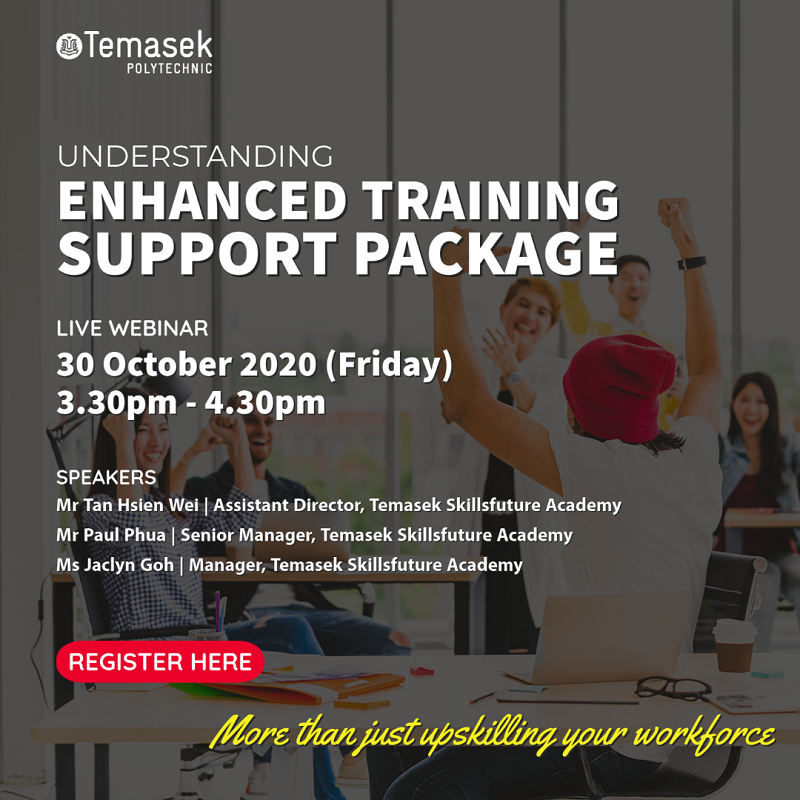 Temasek
POLYTECHNIC
UNDERSTANDING
ENHANCED TRAINING
SUPPORT PACKAGE
LIVE WEBINAR
30 October 2020 (Friday)
3.30pm - 4.30pm
SPEAKERS
Mr Tan Hsien Wei | Assistant Director, Temasek Skillsfuture Academy
Mr Paul Phua | Senior Manager, Temasek Skillsfuture Academy
Ms Jaclyn Goh | Manager, Temasek Skillsfuture Academy
REGISTER HERE
More than just upskilling your workforce